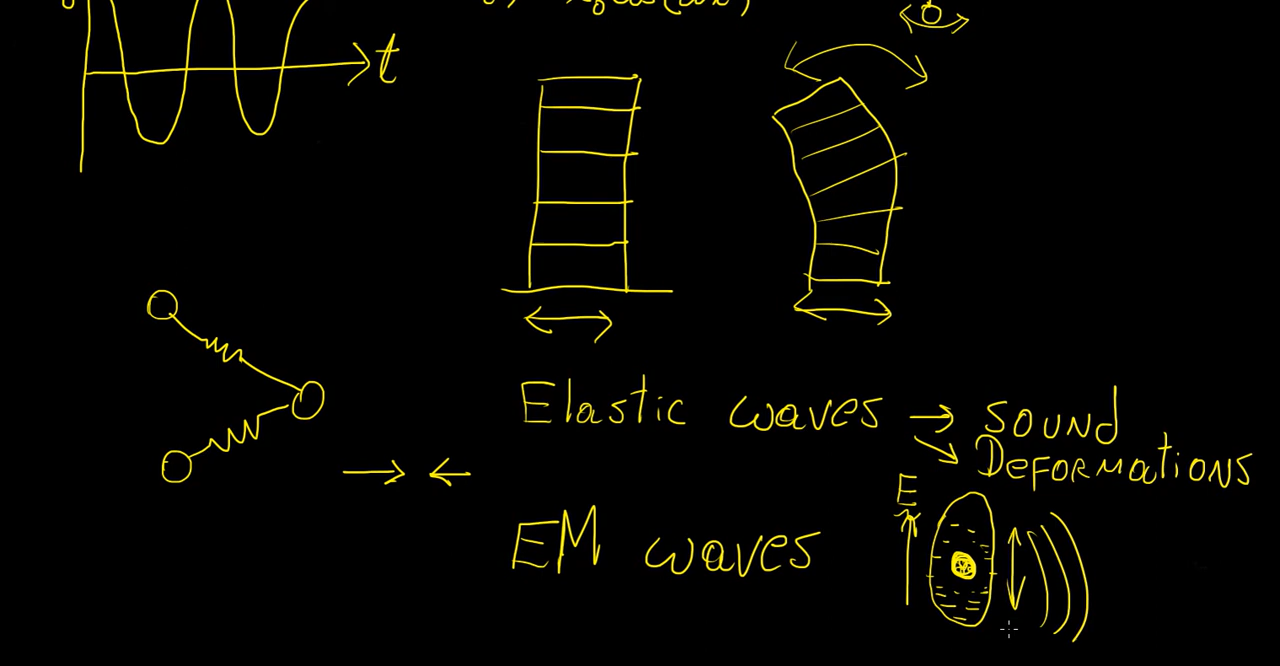 t
Elastic waves → SOUND
DEFORMATIONS
E
EM waves